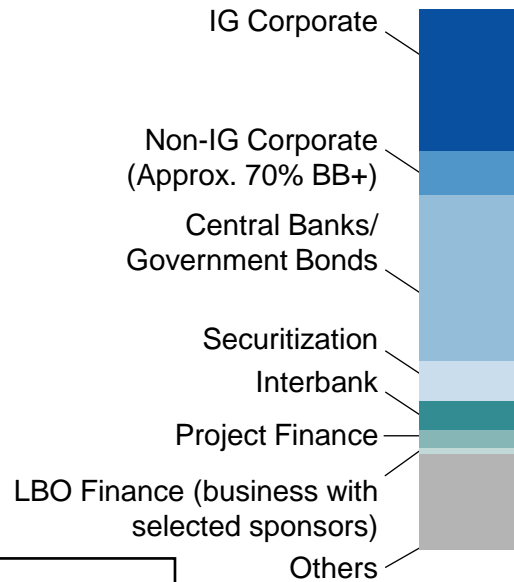 IG Corporate
Non-IG Corporate
(Approx. 70% BB+)
Central Banks/
Government Bonds
Securitization
Interbank
Project Finance
LBO Finance (business with
selected sponsors)
Others